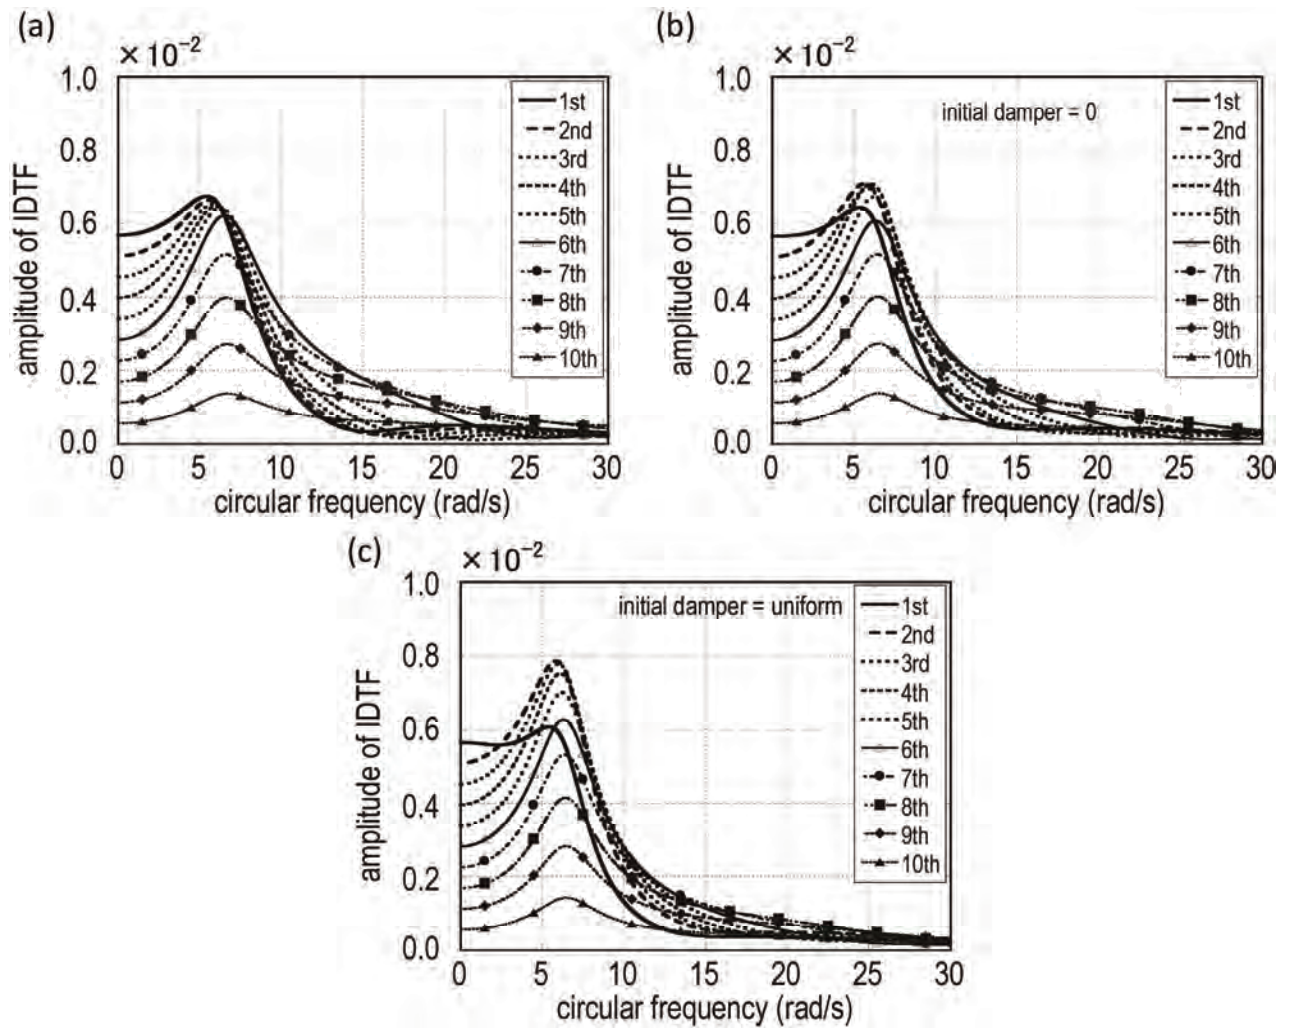 (a)
×10⁻²
1.0
0.8
0.6
0.4
0.2
0.0
amplitude of IDTF
0 5 10 15 20 25 30
circular frequency (rad/s)
1st
2nd
3rd
4th
5th
6th
7th
8th
9th
10th
(b)
×10⁻²
1.0
0.8
0.6
0.4
0.2
0.0
amplitude of IDTF
initial damper = 0
0 5 10 15 20 25 30
circular frequency (rad/s)
1st
2nd
3rd
4th
5th
6th
7th
8th
9th
10th
(c)
×10⁻²
1.0
0.8
0.6
0.4
0.2
0.0
amplitude of IDTF
initial damper = uniform
0 5 10 15 20 25 30
circular frequency (rad/s)
1st
2nd
3rd
4th
5th
6th
7th
8th
9th
10th